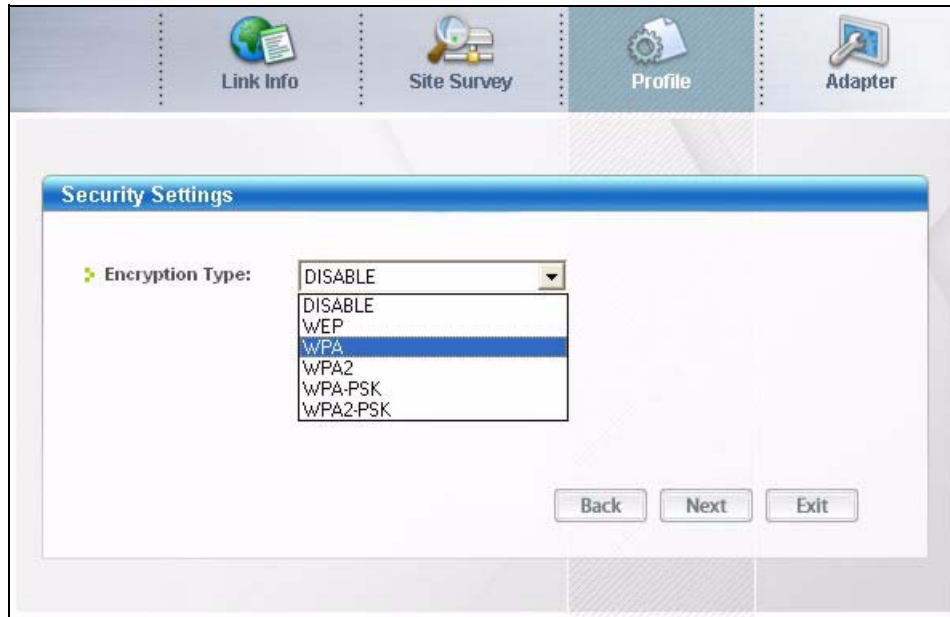 Link Info
Site Survey
Profile
Adapter
Security Settings
Encryption Type:
DISABLE
DISABLE
WEP
WPA
WPA2
WPA-PSK
WPA2-PSK
Back
Next
Exit